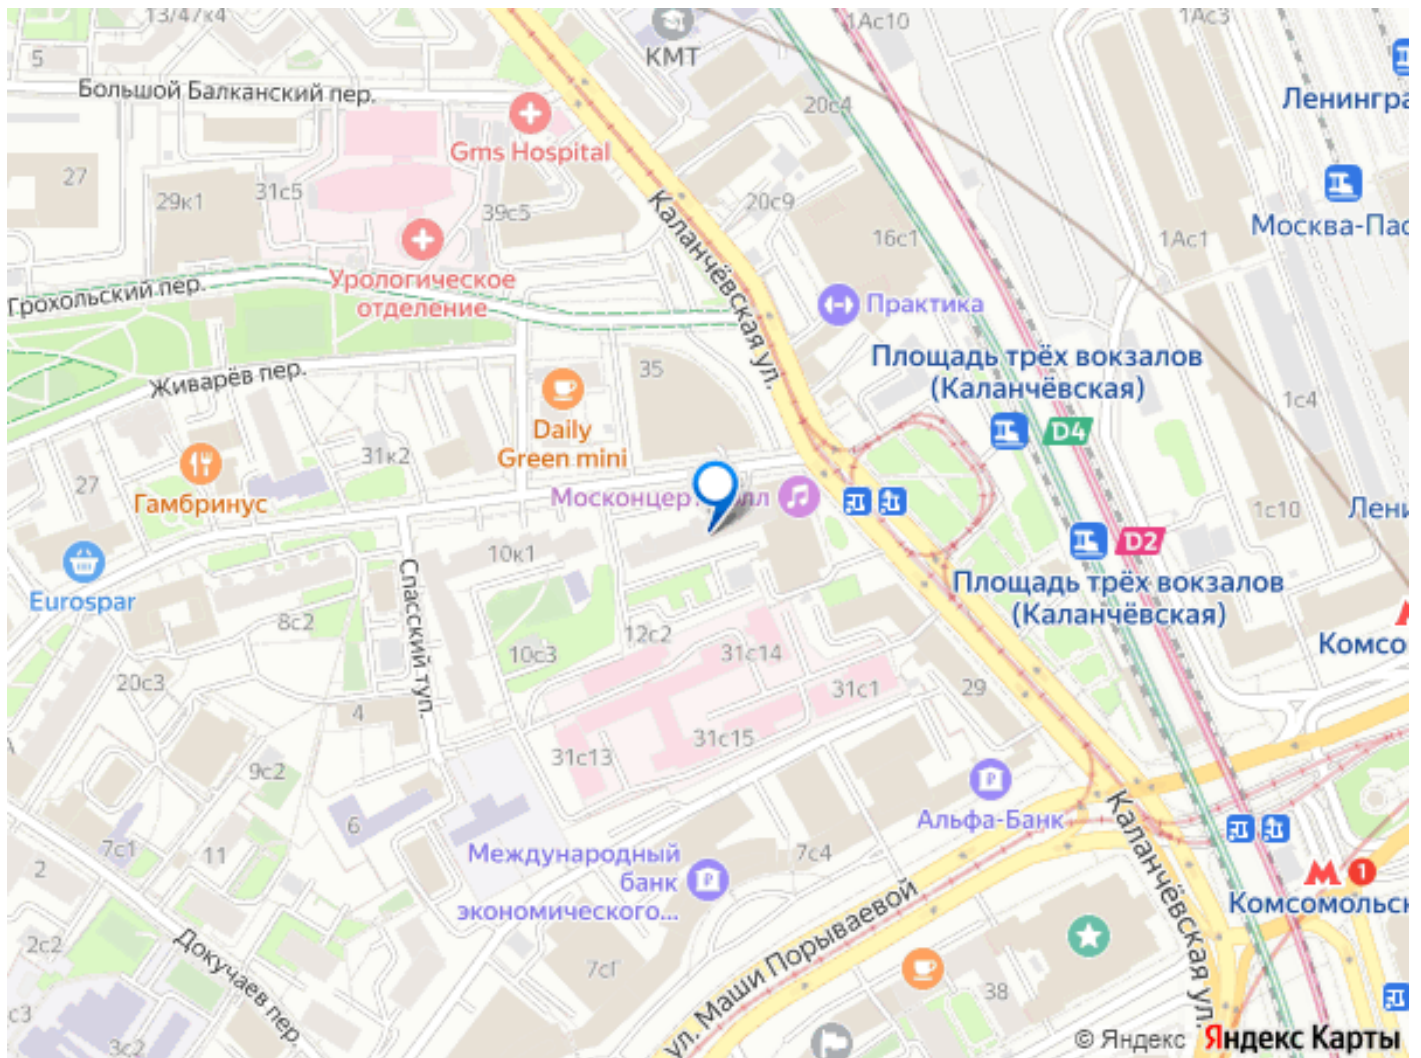 13/47к4
КМТ
1Ас10
1Ас3
5
Большой Балканский пер.
20с4
Ленингра
Gms Hospital
27
29к1
31с5
39с5
Каланчёвская ул.
20с9
16с1
1Ас1
Москва-Пас
Урологическое
отделение
Грохольский пер.
Практика
Живарёв пер.
35
Площадь трёх вокзалов
(Каланчёвская)
1с4
D4
Daily
Green mini
31к2
27
Гамбринус
Москонцерт
1с10
Лени
D2
10к1
Eurospar
Спасский туп.
Площадь трёх вокзалов
(Каланчёвская)
8с2
12с2
10с3
31с14
Комсо
20с3
4
31с1
29
31с15
31с13
9с2
Альфа-Банк
Каланчёвская ул.
6
7с1
11
2
Международный
банк
экономического...
7с4
М 1
Комсомольск
ул. Маши Порываевой
2с2
Докучаев пер.
7с1
38
с3
3с2
© Яндекс Яндекс Карты